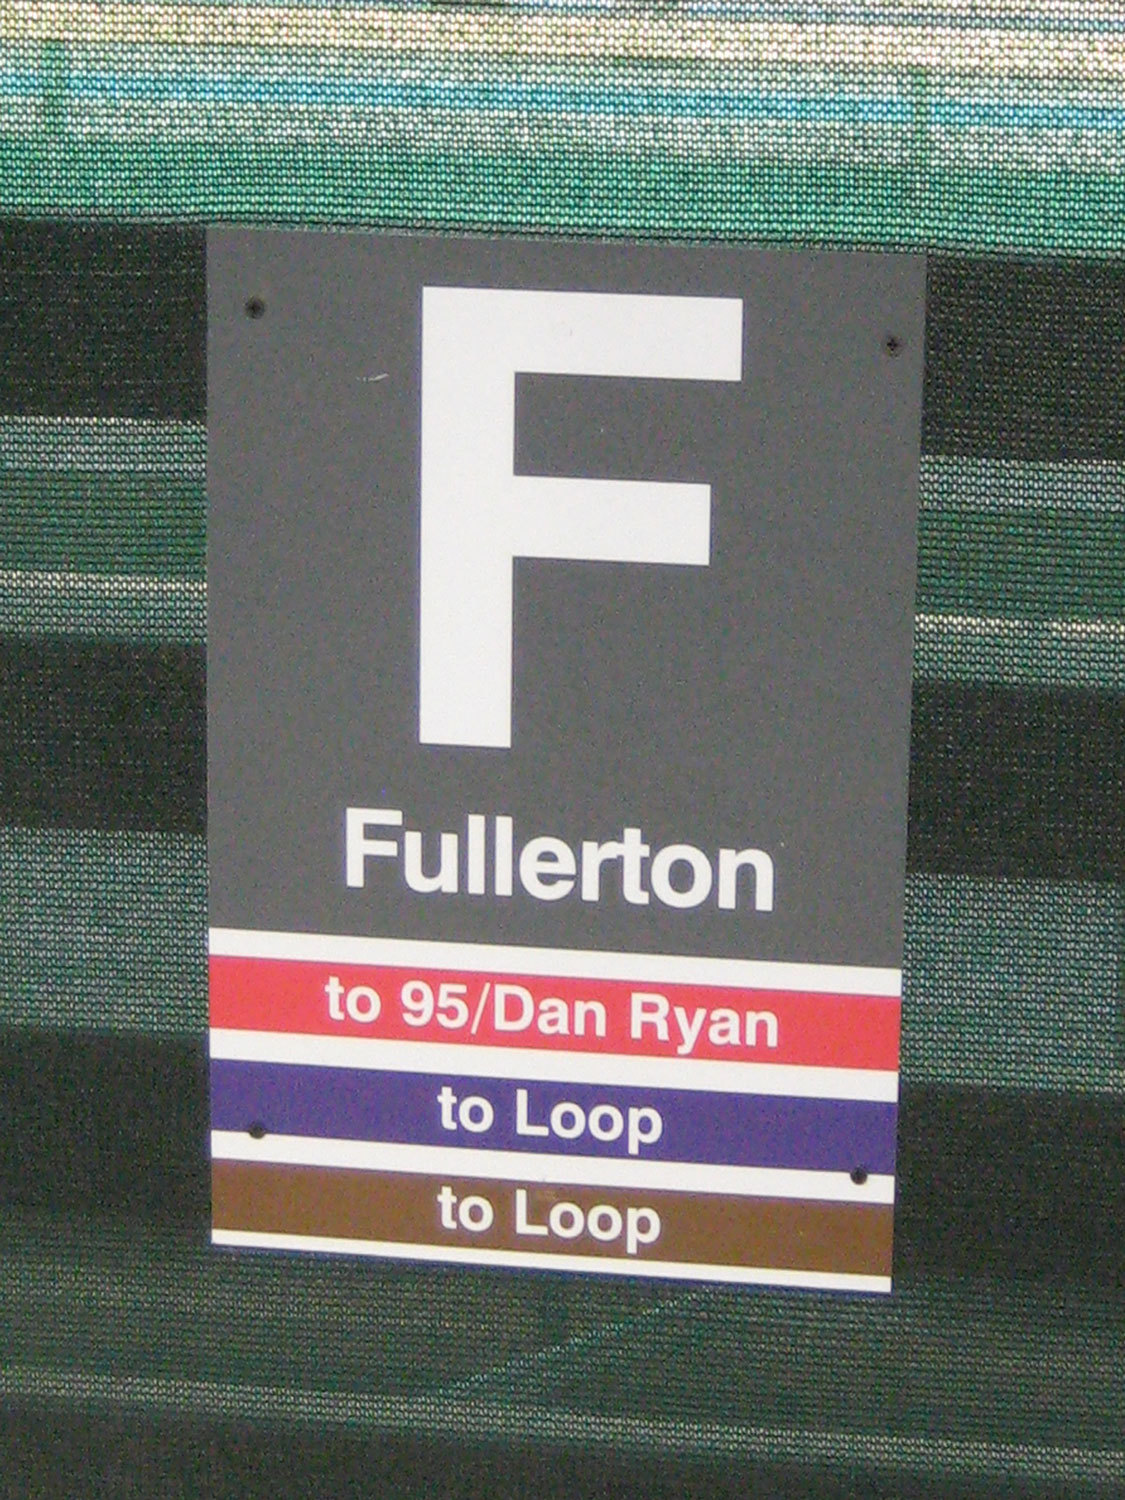 F
Fullerton
to 95/Dan Ryan
to Loop
to Loop